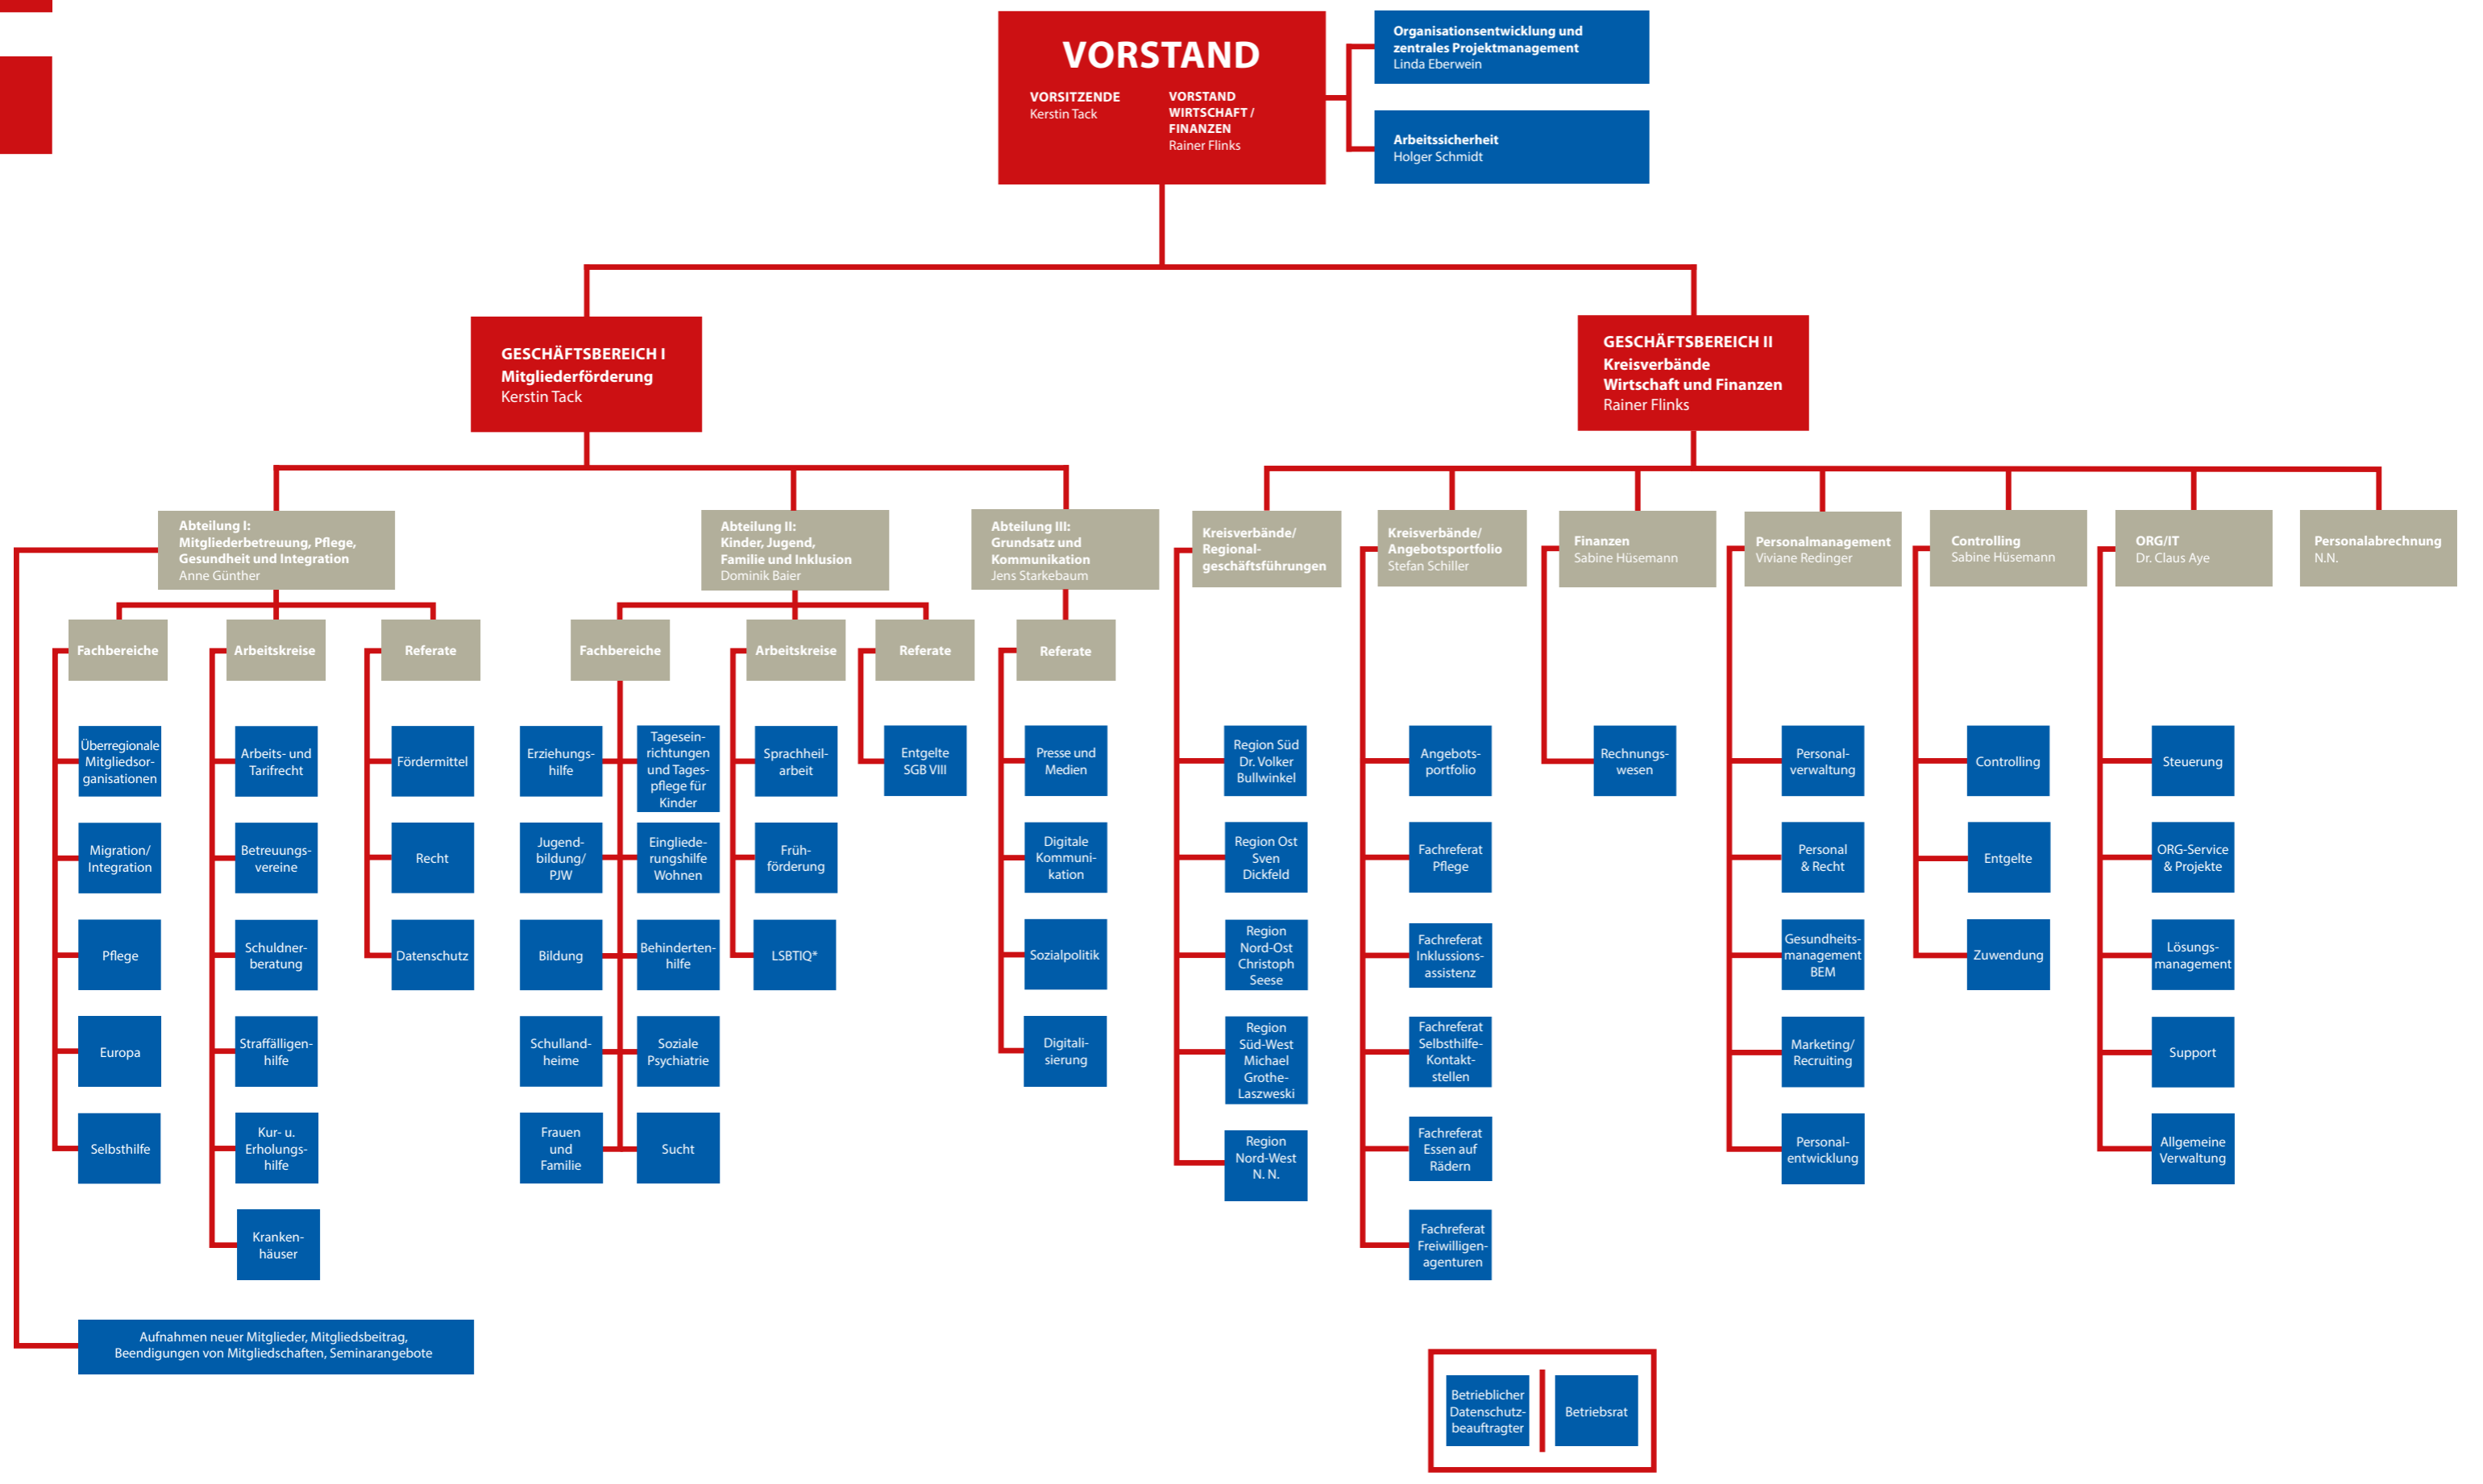 VORSTAND
VORSITZENDE
Kerstin Tack
VORSTAND
WIRTSCHAFT /
FINANZEN
Rainer Flinks
Organisationsentwicklung und
zentrales Projektmanagement
Linda Eberwein
Arbeitssicherheit
Holger Schmidt
GESCHÄFTSBEREICH I
Mitgliederförderung
Kerstin Tack
GESCHÄFTSBEREICH II
Kreisverbände
Wirtschaft und Finanzen
Rainer Flinks
Abteilung I:
Mitgliederbetreuung, Pflege,
Gesundheit und Integration
Anne Günther
Abteilung II:
Kinder, Jugend,
Familie und Inklusion
Dominik Baier
Abteilung III:
Grundsatz und
Kommunikation
Jens Starkebaum
Kreisverbände/
Regional-
geschäftsführungen
Kreisverbände/
Angebotsportfolio
Stefan Schiller
Finanzen
Sabine Hüsemann
Personalmanagement
Viviane Redinger
Controlling
Sabine Hüsemann
ORG/IT
Dr. Claus Aye
Personalabrechnung
N.N.
Fachbereiche
Arbeitskreise
Referate
Fachbereiche
Arbeitskreise
Referate
Referate
Überregionale
Mitgliedsor-
ganisationen
Migration/
Integration
Pflege
Europa
Selbsthilfe
Arbeits- und
Tarifrecht
Betreuungs-
vereine
Schuldner-
beratung
Straffälligen-
hilfe
Kur- u.
Erholungs-
hilfe
Kranken-
häuser
Fördermittel
Recht
Datenschutz
Erziehungs-
hilfe
Jugend-
bildung/
PJW
Bildung
Schulland-
heime
Frauen
und
Familie
Tagesein-
richtungen
und Tages-
pflege für
Kinder
Eingliede-
rungshilfe
Wohnen
Behinderten-
hilfe
Soziale
Psychiatrie
Sucht
Sprachheil-
arbeit
Früh-
förderung
LSBTIQ*
Entgelte
SGB VIII
Presse und
Medien
Digitale
Kommuni-
kation
Sozialpolitik
Digitali-
sierung
Region Süd
Dr. Volker
Bullwinkel
Region Ost
Sven
Dickfeld
Region
Nord-Ost
Christoph
Seese
Region
Süd-West
Michael
Grothe-
Laszweski
Region
Nord-West
N. N.
Angebots-
portfolio
Fachreferat
Pflege
Fachreferat
Inklussions-
assistenz
Fachreferat
Selbsthilfe-
Kontakt-
stellen
Fachreferat
Essen auf
Rädern
Fachreferat
Freiwilligen-
agenturen
Rechnungs-
wesen
Personal-
verwaltung
Personal
& Recht
Gesundheits-
management
BEM
Marketing/
Recruiting
Personal-
entwicklung
Controlling
Entgelte
Zuwendung
Steuerung
ORG-Service
& Projekte
Lösungs-
management
Support
Allgemeine
Verwaltung
Aufnahmen neuer Mitglieder, Mitgliedsbeitrag,
Beendigungen von Mitgliedschaften, Seminarangebote
Betrieblicher
Datenschutz-
beauftragter
Betriebsrat